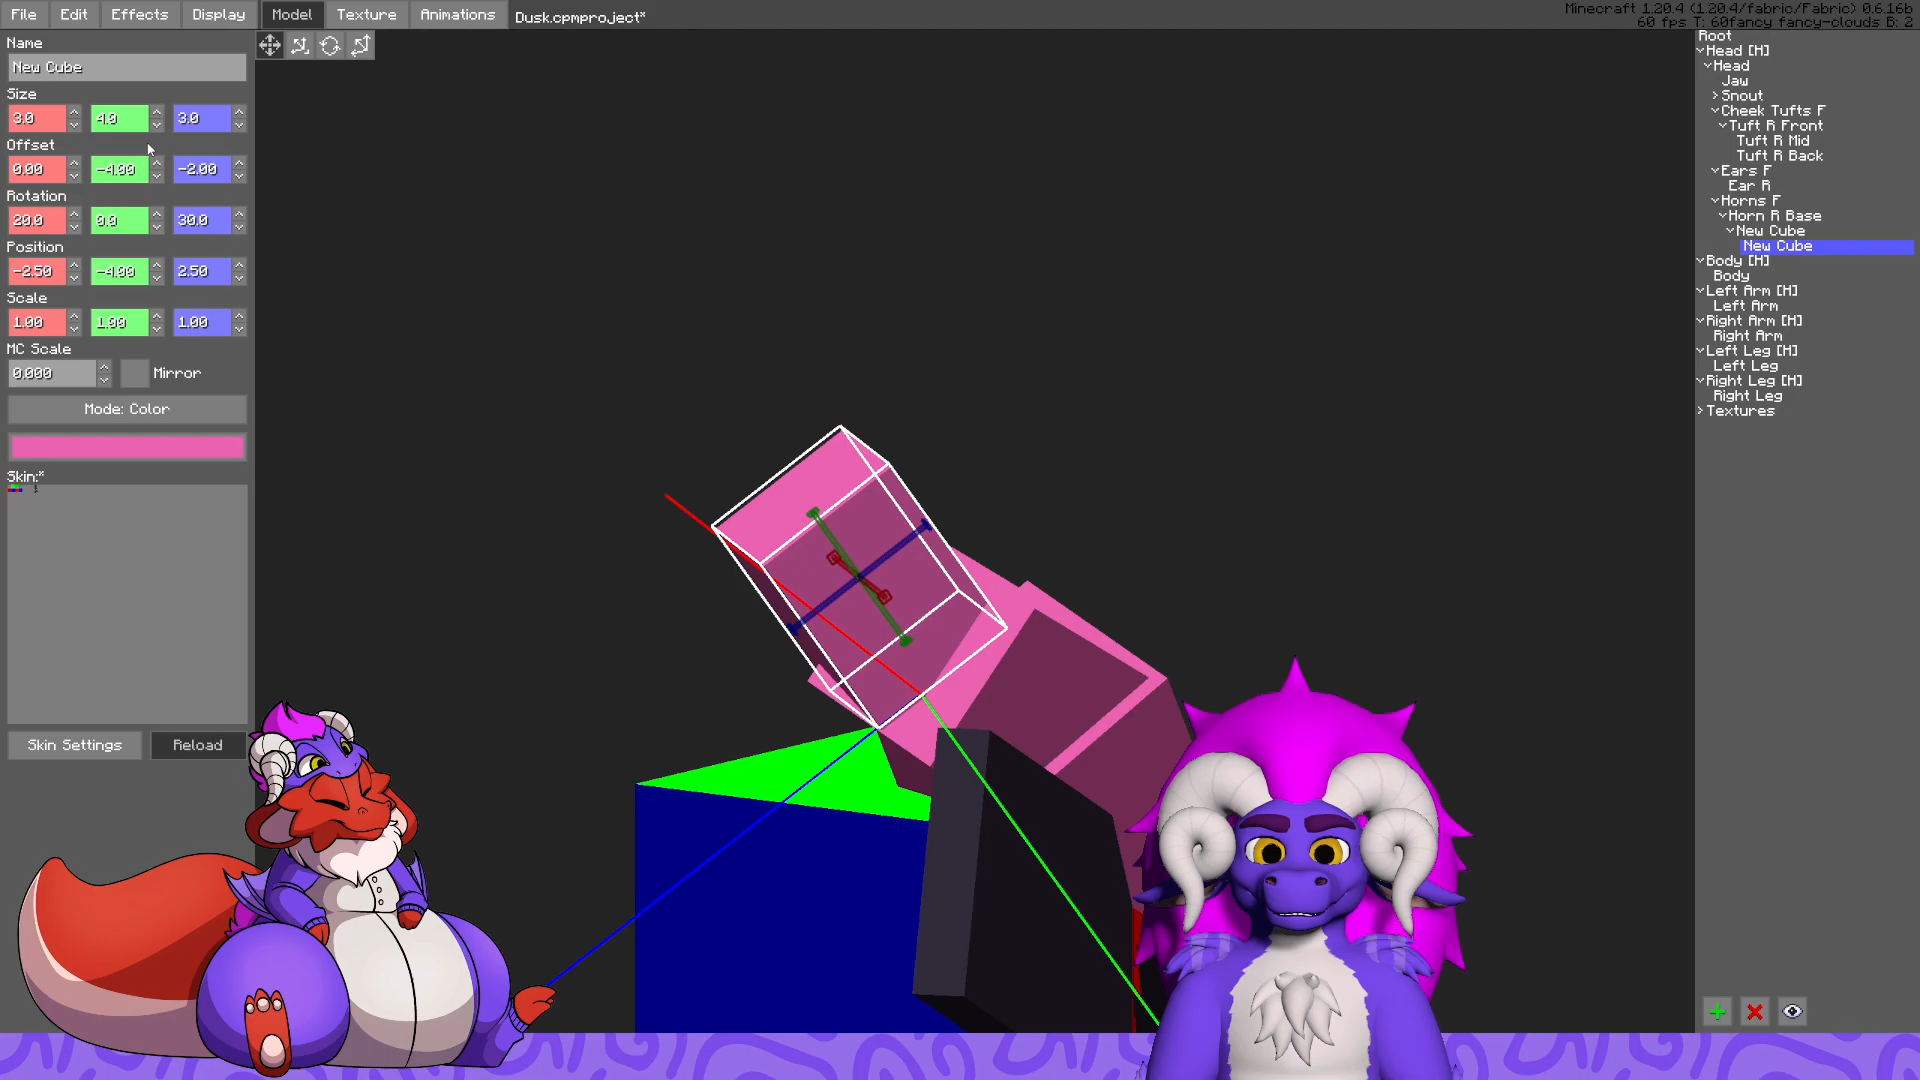 File Edit Effects Display Model Texture Animations Dusk.cpmproject*
Minecraft 1.20.4 (1.20.4/fabric/Fabric) 0.6.16b
60 fps T: 60fancy fancy-clouds B: 2
Name
New Cube
Size
3.0 4.0 3.0
Offset
0.00 -4.00 -2.00
Rotation
20.0 0.0 30.0
Position
-2.50 -4.00 2.50
Scale
1.00 1.00 1.00
MC Scale
0.000 Mirror
Mode: Color
Skin:*
Skin Settings Reload
Root
Head [H]
Head
Jaw
Snout
Cheek Tufts F
Tuft R Front
Tuft R Mid
Tuft R Back
Ears F
Ear R
Horns F
Horn R Base
New Cube
New Cube
Body [H]
Body
Left Arm [H]
Left Arm
Right Arm [H]
Right Arm
Left Leg [H]
Left Leg
Right Leg [H]
Right Leg
Textures